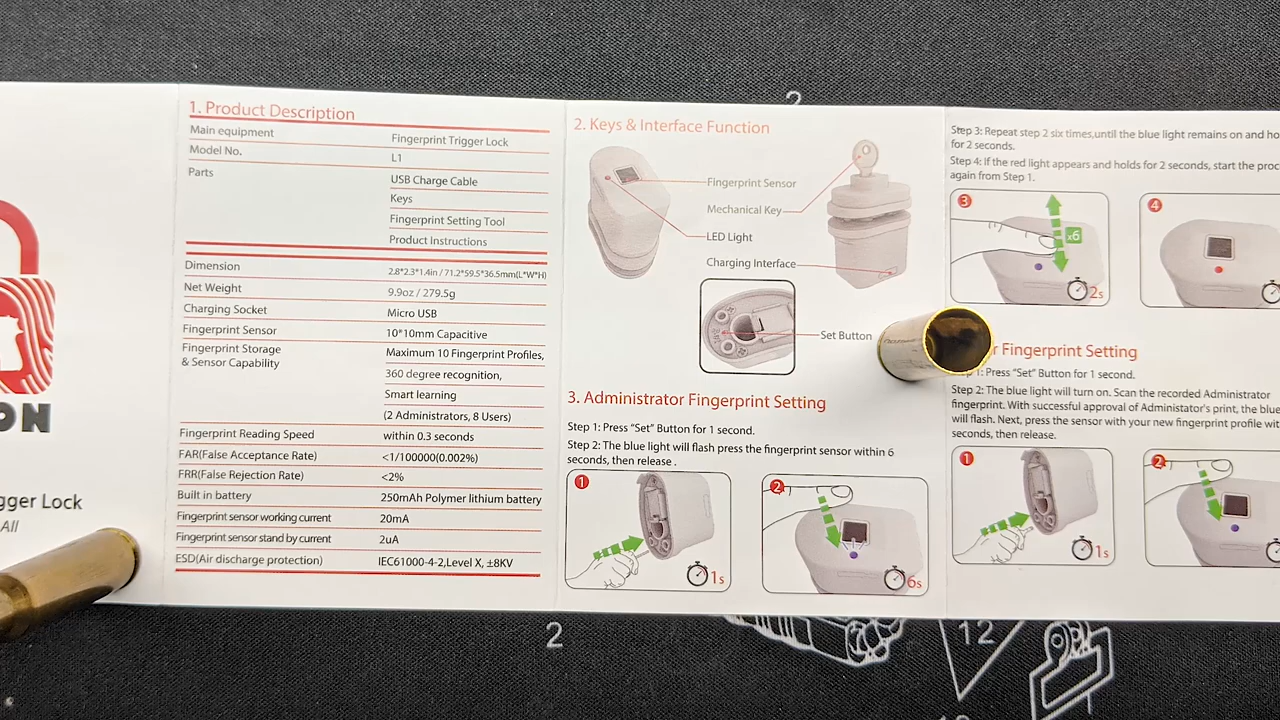 ON
gger Lock
All
1. Product Description
Main equipment Fingerprint Trigger Lock
Model No. L1
Parts USB Charge Cable
Keys
Fingerprint Setting Tool
Product Instructions
Dimension 2.8*2.3*1.4in / 71.2*59.5*36.5mm(L*W*H)
Net Weight 9.9oz / 279.5g
Charging Socket Micro USB
Fingerprint Sensor 10*10mm Capacitive
Fingerprint Storage Maximum 10 Fingerprint Profiles,
& Sensor Capability
360 degree recognition,
Smart learning
(2 Administrators, 8 Users)
Fingerprint Reading Speed within 0.3 seconds
FAR(False Acceptance Rate) <1/100000(0.002%)
FRR(False Rejection Rate) <2%
Built in battery 250mAh Polymer lithium battery
Fingerprint sensor working current 20mA
Fingerprint sensor stand by current 2uA
ESD(Air discharge protection) IEC61000-4-2,Level X, ±8KV
2. Keys & Interface Function
Fingerprint Sensor
Mechanical Key
LED Light
Charging Interface
Set Button
3. Administrator Fingerprint Setting
Step 1: Press "Set" Button for 1 second.
Step 2: The blue light will flash press the fingerprint sensor within 6
seconds, then release .
1
1s
2
6s
Step 3: Repeat step 2 six times,until the blue light remains on and ho
for 2 seconds.
Step 4: If the red light appears and holds for 2 seconds, start the proc
again from Step 1.
3
x6
2s
4
r Fingerprint Setting
1: Press "Set" Button for 1 second.
Step 2: The blue light will turn on. Scan the recorded Administrator
fingerprint. With successful approval of Administator's print, the blue
will flash. Next, press the sensor with your new fingerprint profile wit
seconds, then release.
1
1s
2
2
2
12